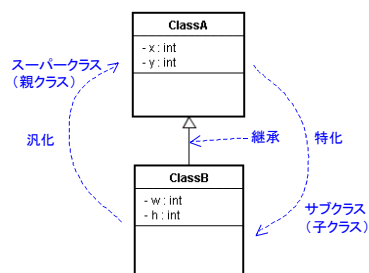 ClassA
- x : int
- y : int
スーパークラス
（親クラス）
汎化
継承
特化
ClassB
- w : int
- h : int
サブクラス
（子クラス）